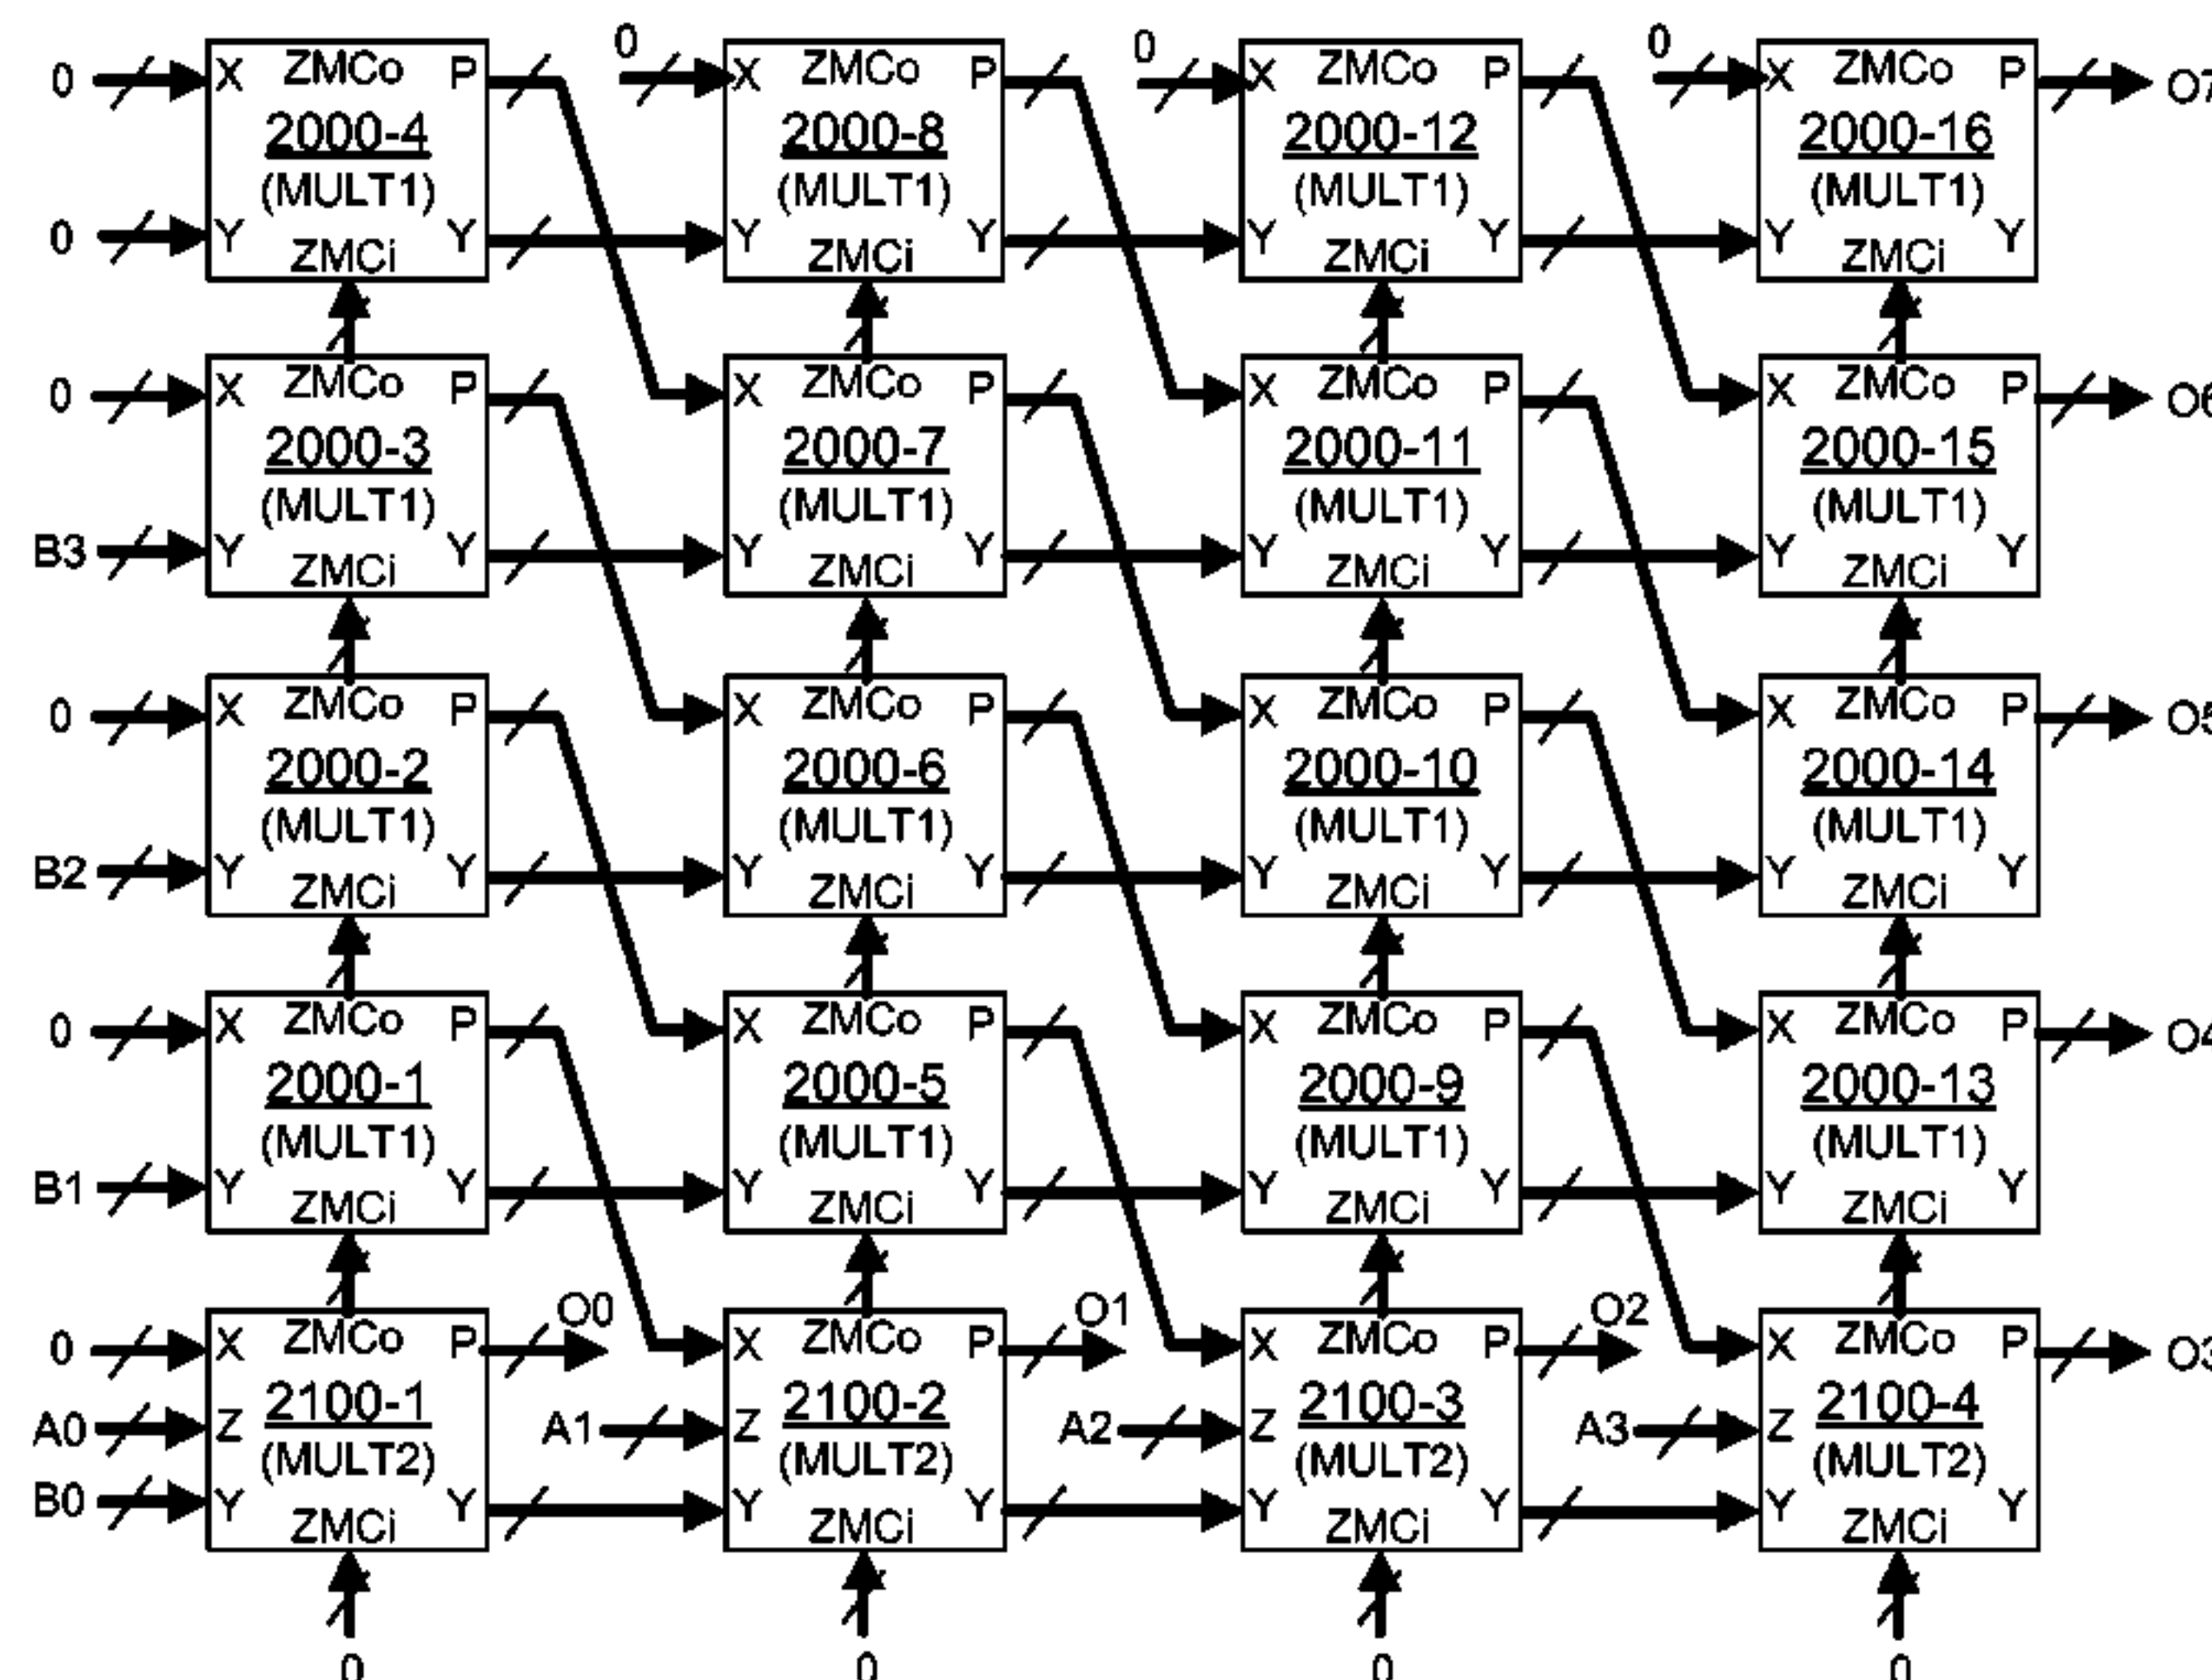 0 0 0 0
X ZMCo P X ZMCo P X ZMCo P X ZMCo P O7
2000-4 2000-8 2000-12 2000-16
(MULT1) (MULT1) (MULT1) (MULT1)
0 Y Y Y Y Y Y Y Y
ZMCi ZMCi ZMCi ZMCi
0 X ZMCo P X ZMCo P X ZMCo P X ZMCo P O6
2000-3 2000-7 2000-11 2000-15
(MULT1) (MULT1) (MULT1) (MULT1)
B3 Y Y Y Y Y Y Y Y
ZMCi ZMCi ZMCi ZMCi
0 X ZMCo P X ZMCo P X ZMCo P X ZMCo P O5
2000-2 2000-6 2000-10 2000-14
(MULT1) (MULT1) (MULT1) (MULT1)
B2 Y Y Y Y Y Y Y Y
ZMCi ZMCi ZMCi ZMCi
0 X ZMCo P X ZMCo P X ZMCo P X ZMCo P O4
2000-1 2000-5 2000-9 2000-13
(MULT1) (MULT1) (MULT1) (MULT1)
B1 Y Y Y Y Y Y Y Y
ZMCi ZMCi ZMCi ZMCi
O0 O1 O2
0 X ZMCo P X ZMCo P X ZMCo P X ZMCo P O3
A0 Z 2100-1 A1 Z 2100-2 A2 Z 2100-3 A3 Z 2100-4
(MULT2) (MULT2) (MULT2) (MULT2)
B0 Y Y Y Y Y Y Y Y
ZMCi ZMCi ZMCi ZMCi
0 0 0 0